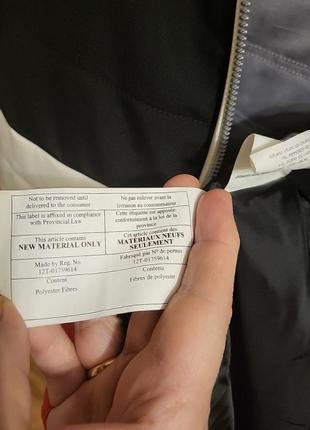 Not to be removed until
delivered to the consumer
This label is affixed in compliance
with Provincial Law
This article contains
NEW MATERIAL ONLY
Made by Reg. No.
12T-01759614
Content
Polyester Fibres
Ne pas enlever avant la
livraison au consommateur
Cette étiquette est apposée
conformément à la loi de la
province
Cet article contient des
MATERIAUX NEUFS
SEULEMENT
Fabriqué par N° de permis
12T-01759614
Contenu
Fibres de polyester